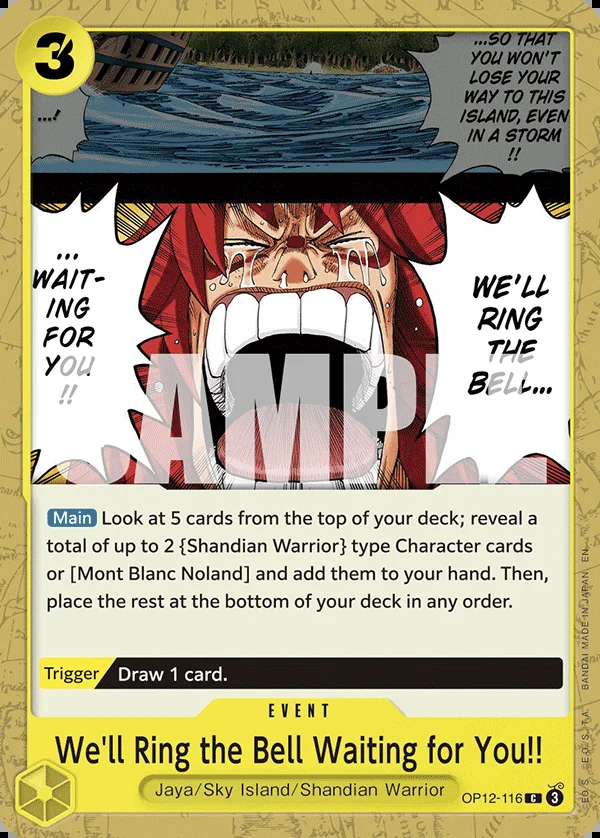 3
...SO THAT
YOU WON'T
LOSE YOUR
WAY TO THIS
ISLAND, EVEN
IN A STORM
!!
...!
...
WAIT-
ING
FOR
YOU
!!
WE'LL
RING
THE
BELL...
SAMPLE
Main Look at 5 cards from the top of your deck; reveal a
total of up to 2 {Shandian Warrior} type Character cards
or [Mont Blanc Noland] and add them to your hand. Then,
place the rest at the bottom of your deck in any order.
Trigger Draw 1 card.
EVENT
We'll Ring the Bell Waiting for You!!
Jaya/Sky Island/Shandian Warrior
OP12-116 C 3
BANDAI MADE IN JAPAN EN